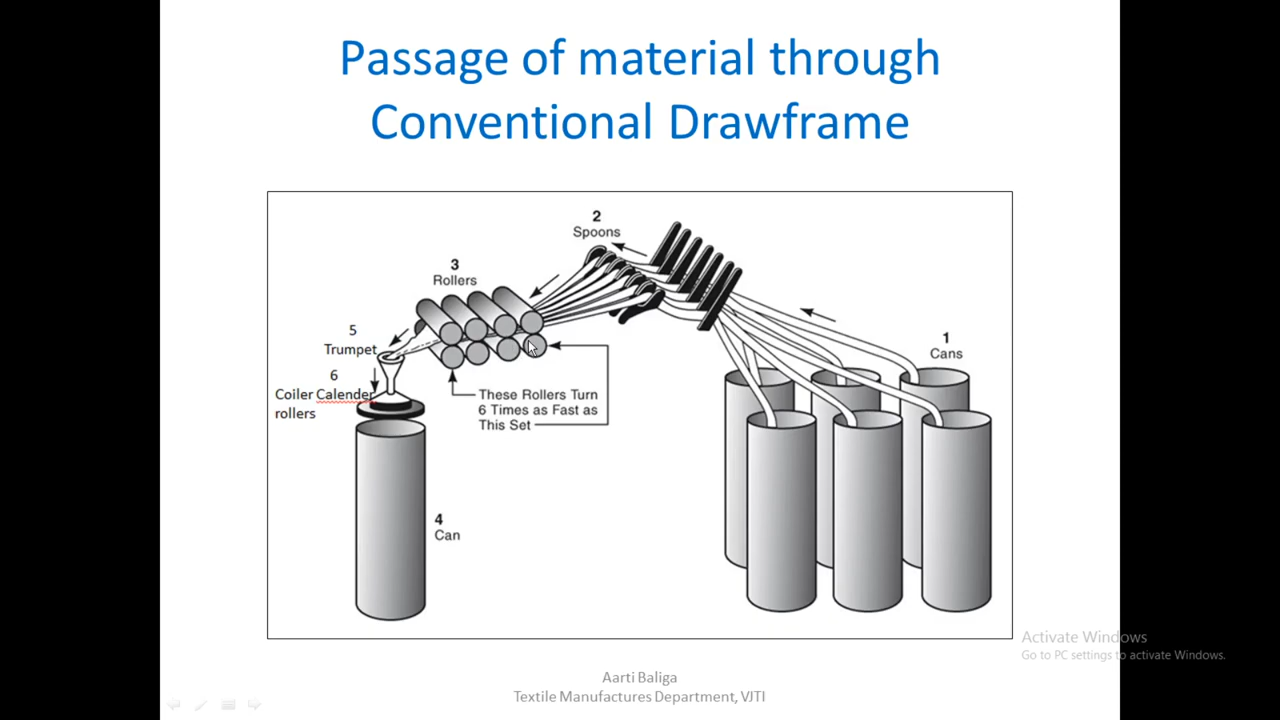 Passage of material through
Conventional Drawframe
2
Spoons
3
Rollers
5
Trumpet
1
Cans
6
Coiler Calender
rollers
These Rollers Turn
6 Times as Fast as
This Set
4
Can
Activate Windows
Go to PC settings to activate Windows.
Aarti Baliga
Textile Manufactures Department, VJTI